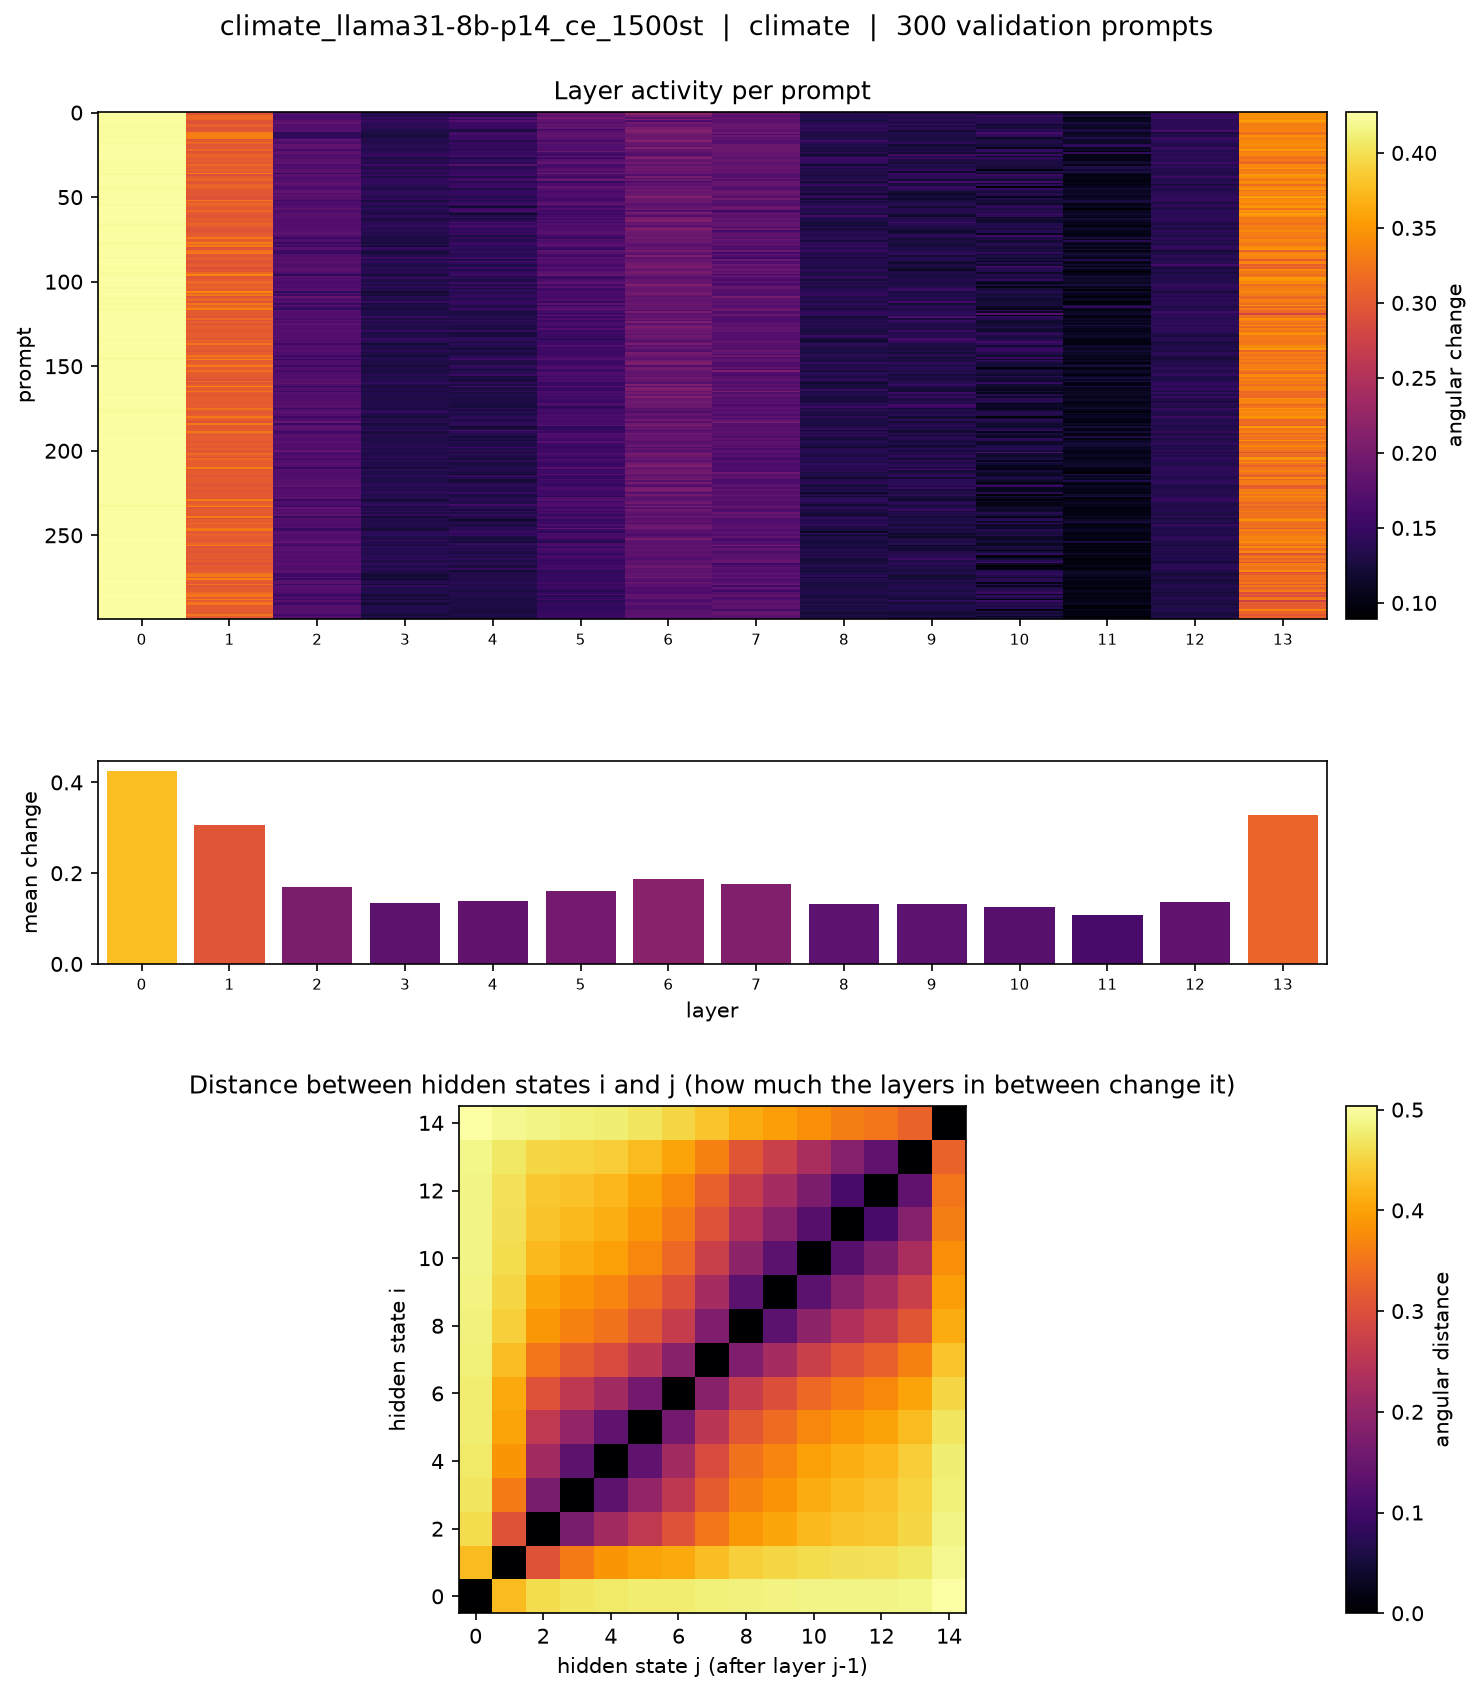 climate_llama31-8b-p14_ce_1500st  |  climate  |  300 validation prompts
Layer activity per prompt
prompt
0
50
100
150
200
250
0 1 2 3 4 5 6 7 8 9 10 11 12 13
0.40
0.35
0.30
0.25
0.20
0.15
0.10
angular change
mean change
0.4
0.2
0.0
0 1 2 3 4 5 6 7 8 9 10 11 12 13
layer
Distance between hidden states i and j (how much the layers in between change it)
hidden state i
14
12
10
8
6
4
2
0
0 2 4 6 8 10 12 14
hidden state j (after layer j-1)
0.5
0.4
0.3
0.2
0.1
0.0
angular distance